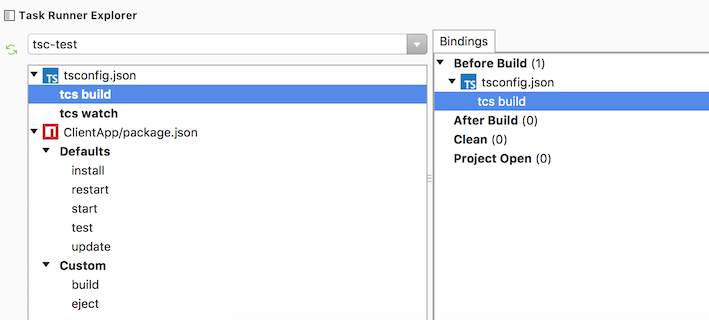 Task Runner Explorer
tsc-test
TS tsconfig.json
tcs build
tcs watch
ClientApp/package.json
Defaults
install
restart
start
test
update
Custom
build
eject
Bindings
Before Build (1)
TS tsconfig.json
tcs build
After Build (0)
Clean (0)
Project Open (0)